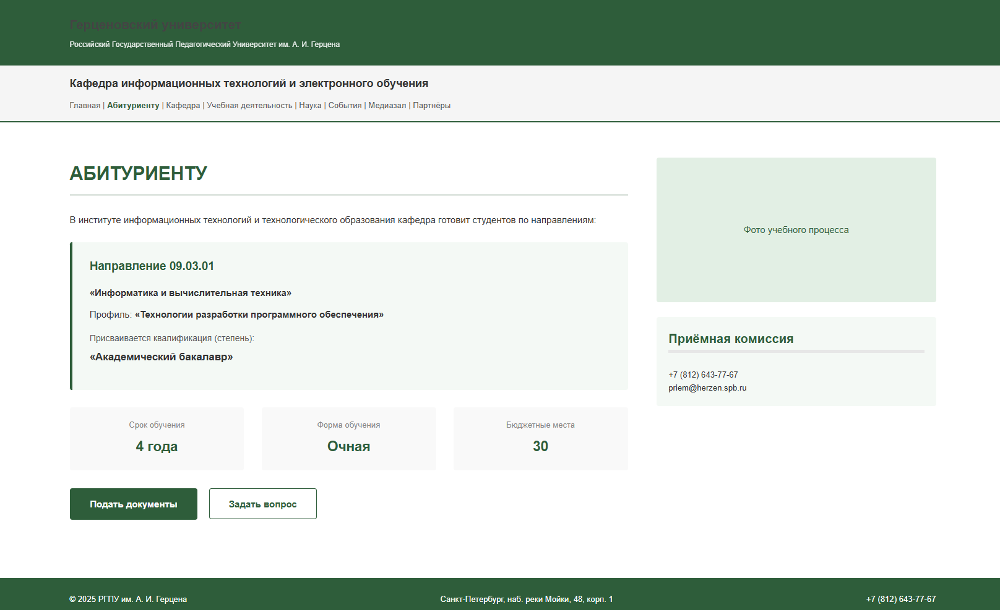 Герценовский университет
Российский Государственный Педагогический Университет им. А. И. Герцена
Кафедра информационных технологий и электронного обучения
Главная | Абитуриенту | Кафедра | Учебная деятельность | Наука | События | Медиазал | Партнёры
АБИТУРИЕНТУ
В институте информационных технологий и технологического образования кафедра готовит студентов по направлениям:
Направление 09.03.01
«Информатика и вычислительная техника»
Профиль: «Технологии разработки программного обеспечения»
Присваивается квалификация (степень):
«Академический бакалавр»
Срок обучения
4 года
Форма обучения
Очная
Бюджетные места
30
Подать документы
Задать вопрос
Фото учебного процесса
Приёмная комиссия
+7 (812) 643-77-67
priem@herzen.spb.ru
© 2025 РГПУ им. А. И. Герцена
Санкт-Петербург, наб. реки Мойки, 48, корп. 1
+7 (812) 643-77-67